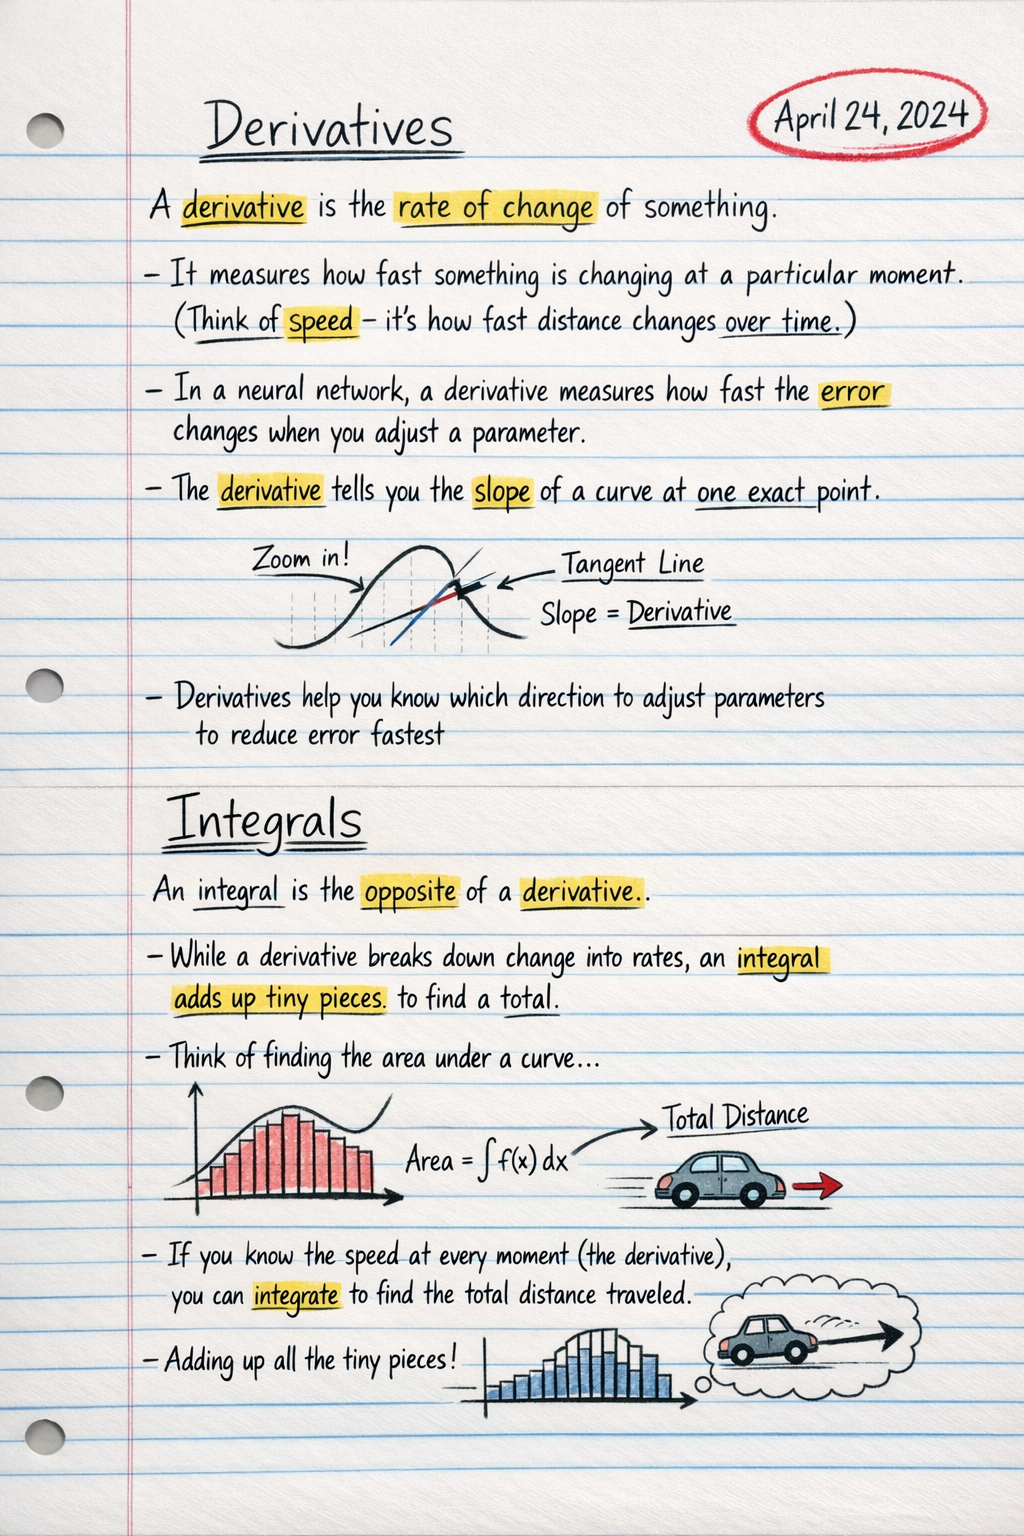 Derivatives
April 24, 2024
A derivative is the rate of change of something.
– It measures how fast something is changing at a particular moment.
(Think of speed – it's how fast distance changes over time.)
– In a neural network, a derivative measures how fast the error
changes when you adjust a parameter.
– The derivative tells you the slope of a curve at one exact point.
Zoom in!
Tangent Line
Slope = Derivative
– Derivatives help you know which direction to adjust parameters
to reduce error fastest
Integrals
An integral is the opposite of a derivative..
– While a derivative breaks down change into rates, an integral
adds up tiny pieces. to find a total.
– Think of finding the area under a curve...
Total Distance
Area = ∫ f(x) dx
– If you know the speed at every moment (the derivative),
you can integrate to find the total distance traveled.
– Adding up all the tiny pieces!